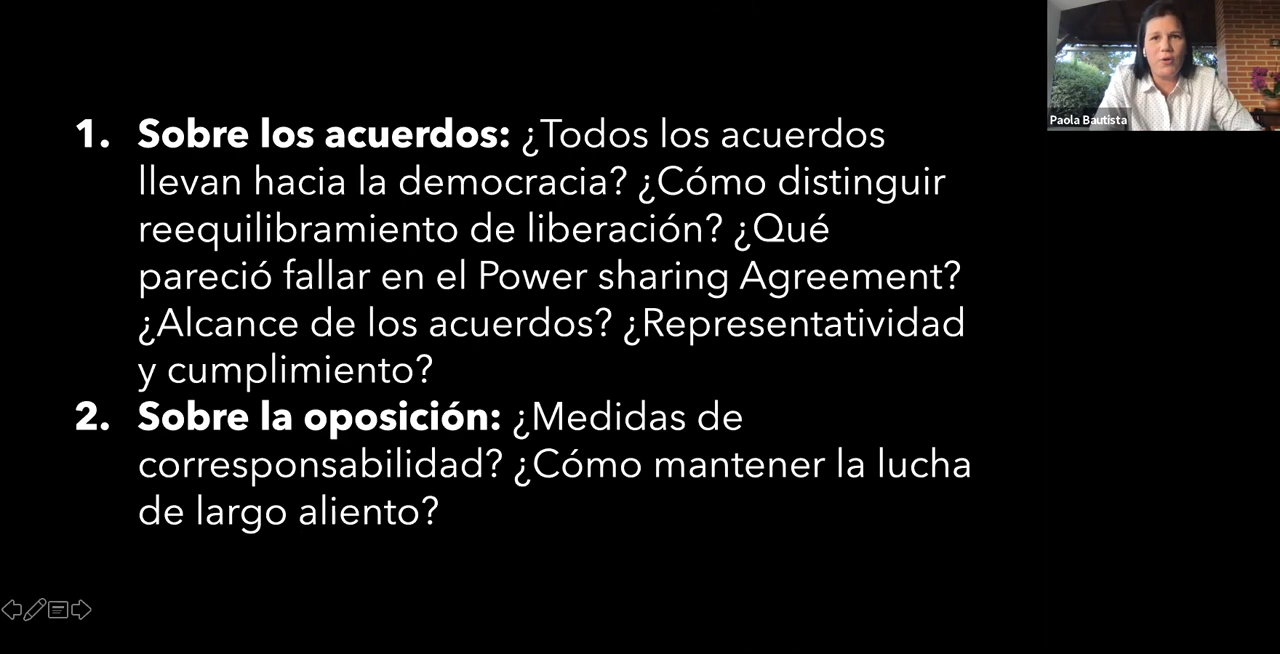 1. Sobre los acuerdos: ¿Todos los acuerdos
llevan hacia la democracia? ¿Cómo distinguir
reequilibramiento de liberación? ¿Qué
pareció fallar en el Power sharing Agreement?
¿Alcance de los acuerdos? ¿Representatividad
y cumplimiento?
2. Sobre la oposición: ¿Medidas de
corresponsabilidad? ¿Cómo mantener la lucha
de largo aliento?
Paola Bautista